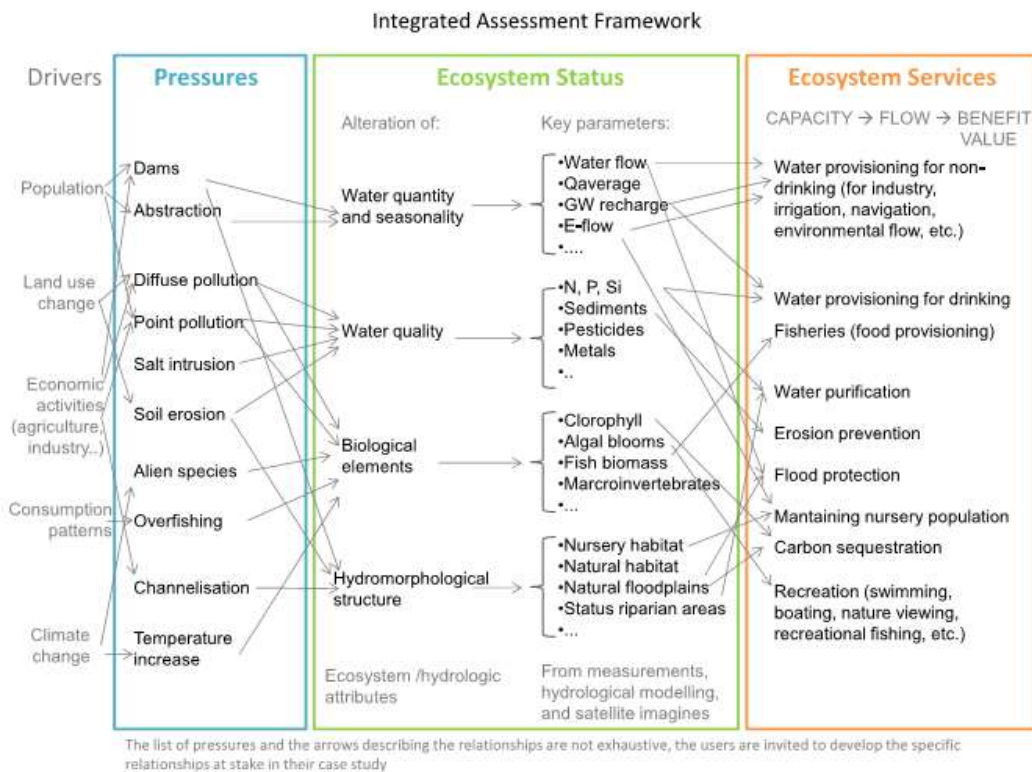 Integrated Assessment Framework
Drivers
Population
Land use
change
Economic
activities
(agriculture,
industry..)
Consumption
patterns
Climate
change
Pressures
Dams
Abstraction
Diffuse pollution
Point pollution
Salt intrusion
Soil erosion
Alien species
Overfishing
Channelisation
Temperature
increase
Ecosystem Status
Alteration of:
Water quantity
and seasonality
Water quality
Biological
elements
Hydromorphological
structure
Ecosystem /hydrologic
attributes
Key parameters:
•Water flow
•Qaverage
•GW recharge
•E-flow
•....
•N, P, Si
•Sediments
•Pesticides
•Metals
•..
•Clorophyll
•Algal blooms
•Fish biomass
•Marcroinvertebrates
•...
•Nursery habitat
•Natural habitat
•Natural floodplains
•Status riparian areas
•...
From measurements,
hydrological modelling,
and satellite imagines
Ecosystem Services
CAPACITY → FLOW → BENEFIT
VALUE
Water provisioning for non-
drinking (for industry,
irrigation, navigation,
environmental flow, etc.)
Water provisioning for drinking
Fisheries (food provisioning)
Water purification
Erosion prevention
Flood protection
Mantaining nursery population
Carbon sequestration
Recreation (swimming,
boating, nature viewing,
recreational fishing, etc.)
The list of pressures and the arrows describing the relationships are not exhaustive, the users are invited to develop the specific
relationships at stake in their case study